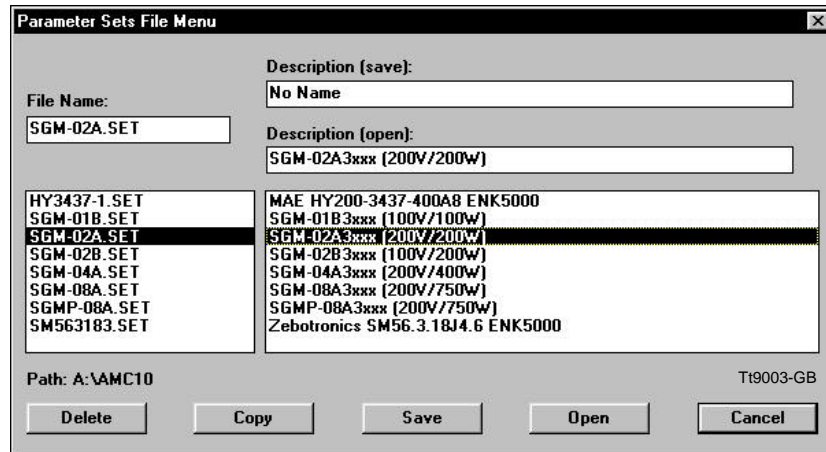 Parameter Sets File Menu
Description (save):
File Name:
No Name
SGM-02A.SET
Description (open):
SGM-02A3xxx (200V/200W)
HY3437-1.SET
SGM-01B.SET
SGM-02A.SET
SGM-02B.SET
SGM-04A.SET
SGM-08A.SET
SGMP-08A.SET
SM563183.SET
MAE HY200-3437-400A8 ENK5000
SGM-01B3xxx (100V/100W)
SGM-02A3xxx (200V/200W)
SGM-02B3xxx (100V/200W)
SGM-04A3xxx (200V/400W)
SGM-08A3xxx (200V/750W)
SGMP-08A3xxx (200V/750W)
Zebotronics SM56.3.18J4.6 ENK5000
Path: A:\AMC10
Tt9003-GB
Delete
Copy
Save
Open
Cancel